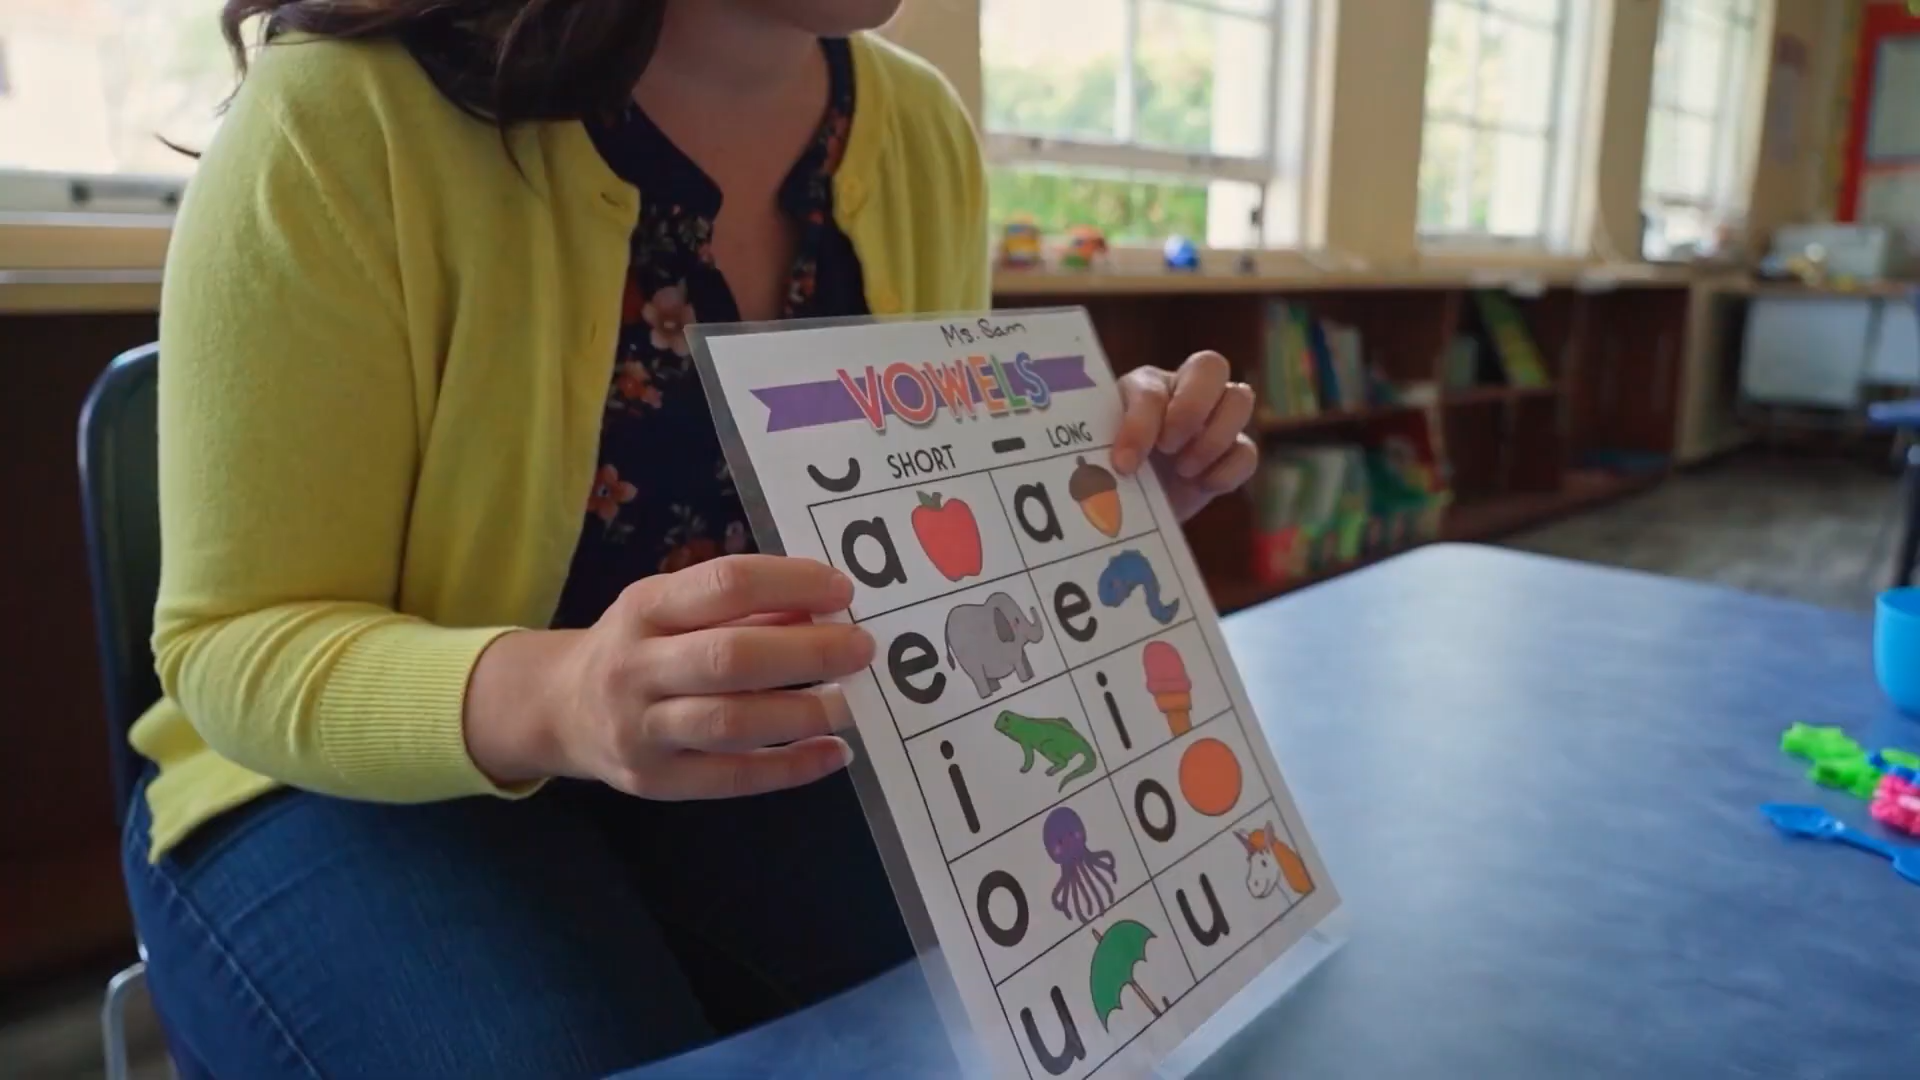 Ms. Sam
VOWELS
SHORT LONG
a a
e e
i i
o o
u u